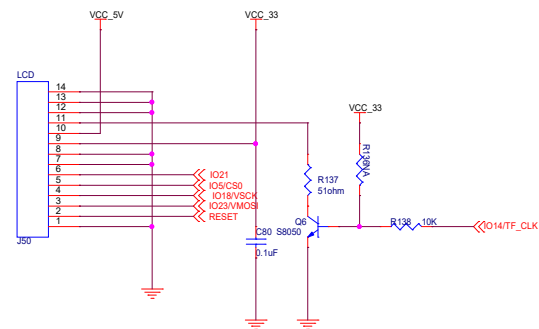 VCC_5V
VCC_33
LCD
14
13
12
11
10
9
8
7
6
5
4
3
2
1
J50
IO21
IO5/CS0
IO18/VSCK
IO23/VMOSI
RESET
C80
0.1uF
R137
51ohm
Q6
S8050
VCC_33
R136
NA
R138
10K
IO14/TF_CLK